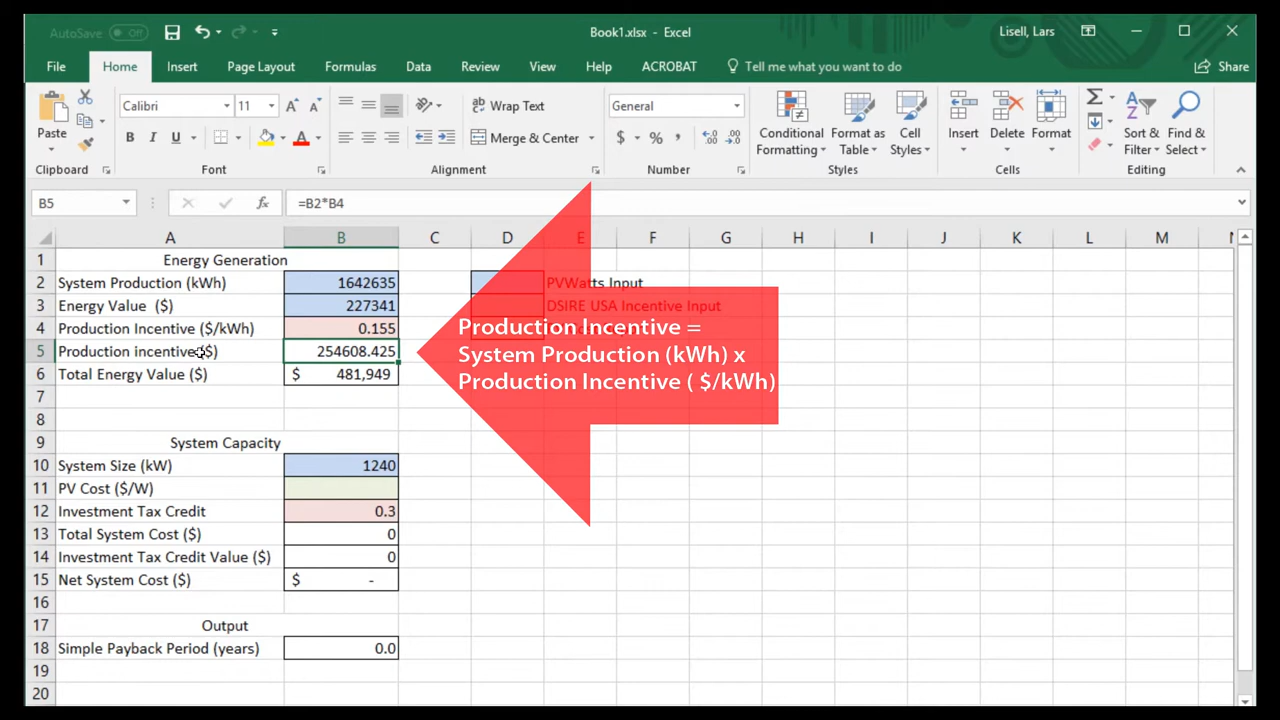 AutoSave Off
Book1.xlsx - Excel
Lisell, Lars
File Home Insert Page Layout Formulas Data Review View Help ACROBAT Tell me what you want to do Share
Paste
Calibri 11
B I U A
Wrap Text
Merge & Center
General
$ %
Conditional Formatting
Format as Table
Cell Styles
Insert
Delete
Format
Sort & Filter
Find & Select
Clipboard Font Alignment Number Styles Cells Editing
B5 fx =B2*B4
A B C D E F G H I J K L M
1 Energy Generation
2 System Production (kWh) 1642635 PVWatts Input
3 Energy Value ($) 227341 DSIRE USA Incentive Input
4 Production Incentive ($/kWh) 0.155
5 Production incentive ($) 254608.425
6 Total Energy Value ($) $ 481,949
7
8
9 System Capacity
10 System Size (kW) 1240
11 PV Cost ($/W)
12 Investment Tax Credit 0.3
13 Total System Cost ($) 0
14 Investment Tax Credit Value ($) 0
15 Net System Cost ($) $ -
16
17 Output
18 Simple Payback Period (years) 0.0
19
20
Production Incentive =
System Production (kWh) x
Production Incentive ( $/kWh)